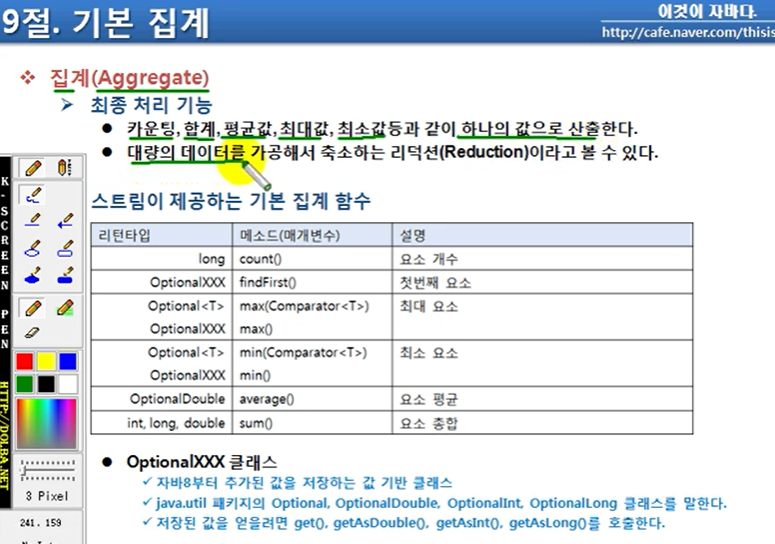 9절. 기본 집계
이것이 자바다.
http://cafe.naver.com/thisis
집계(Aggregate)
최종 처리 기능
카운팅, 합계, 평균값, 최대값, 최소값등과 같이 하나의 값으로 산출한다.
대량의 데이터를 가공해서 축소하는 리덕션(Reduction)이라고 볼 수 있다.
스트림이 제공하는 기본 집계 함수
리턴타입 메소드(매개변수) 설명
long count() 요소 개수
OptionalXXX findFirst() 첫번째 요소
Optional<T> max(Comparator<T>) 최대 요소
OptionalXXX max()
Optional<T> min(Comparator<T>) 최소 요소
OptionalXXX min()
OptionalDouble average() 요소 평균
int, long, double sum() 요소 총합
OptionalXXX 클래스
✓ 자바8부터 추가된 값을 저장하는 값 기반 클래스
✓ java.util 패키지의 Optional, OptionalDouble, OptionalInt, OptionalLong 클래스를 말한다.
✓ 저장된 값을 얻을려면 get(), getAsDouble(), getAsInt(), getAsLong()를 호출한다.
K-SCREEN PEN
HTTP://DOLBA.NET
3 Pixel
241. 159